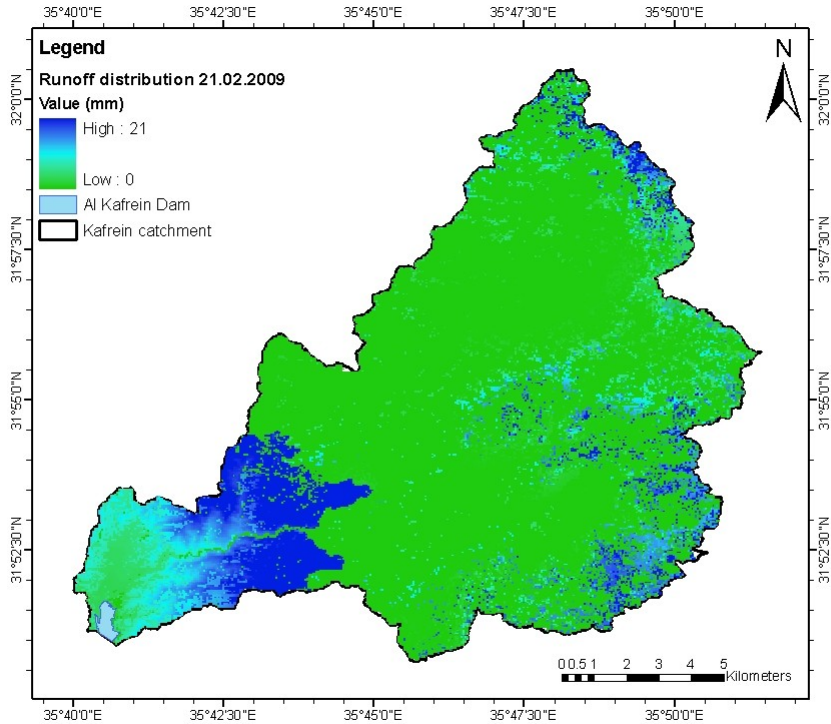 35°40'0"E 35°42'30"E 35°45'0"E 35°47'30"E 35°50'0"E
Legend
Runoff distribution 21.02.2009
Value (mm)
High : 21
Low : 0
Al Kafrein Dam
Kafrein catchment
N
32°0'0"N
31°57'30"N
31°55'0"N
31°52'30"N
32°0'0"N
31°57'30"N
31°55'0"N
31°52'30"N
0 0.5 1 2 3 4 5
Kilometers
35°40'0"E 35°42'30"E 35°45'0"E 35°47'30"E 35°50'0"E